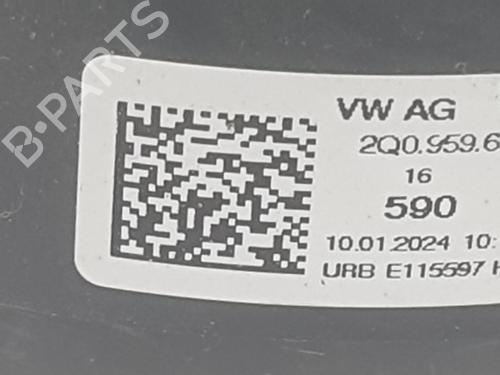 B-PARTS
VW AG
2Q0.959.6
16
590
10.01.2024 10:
URB E115597 H